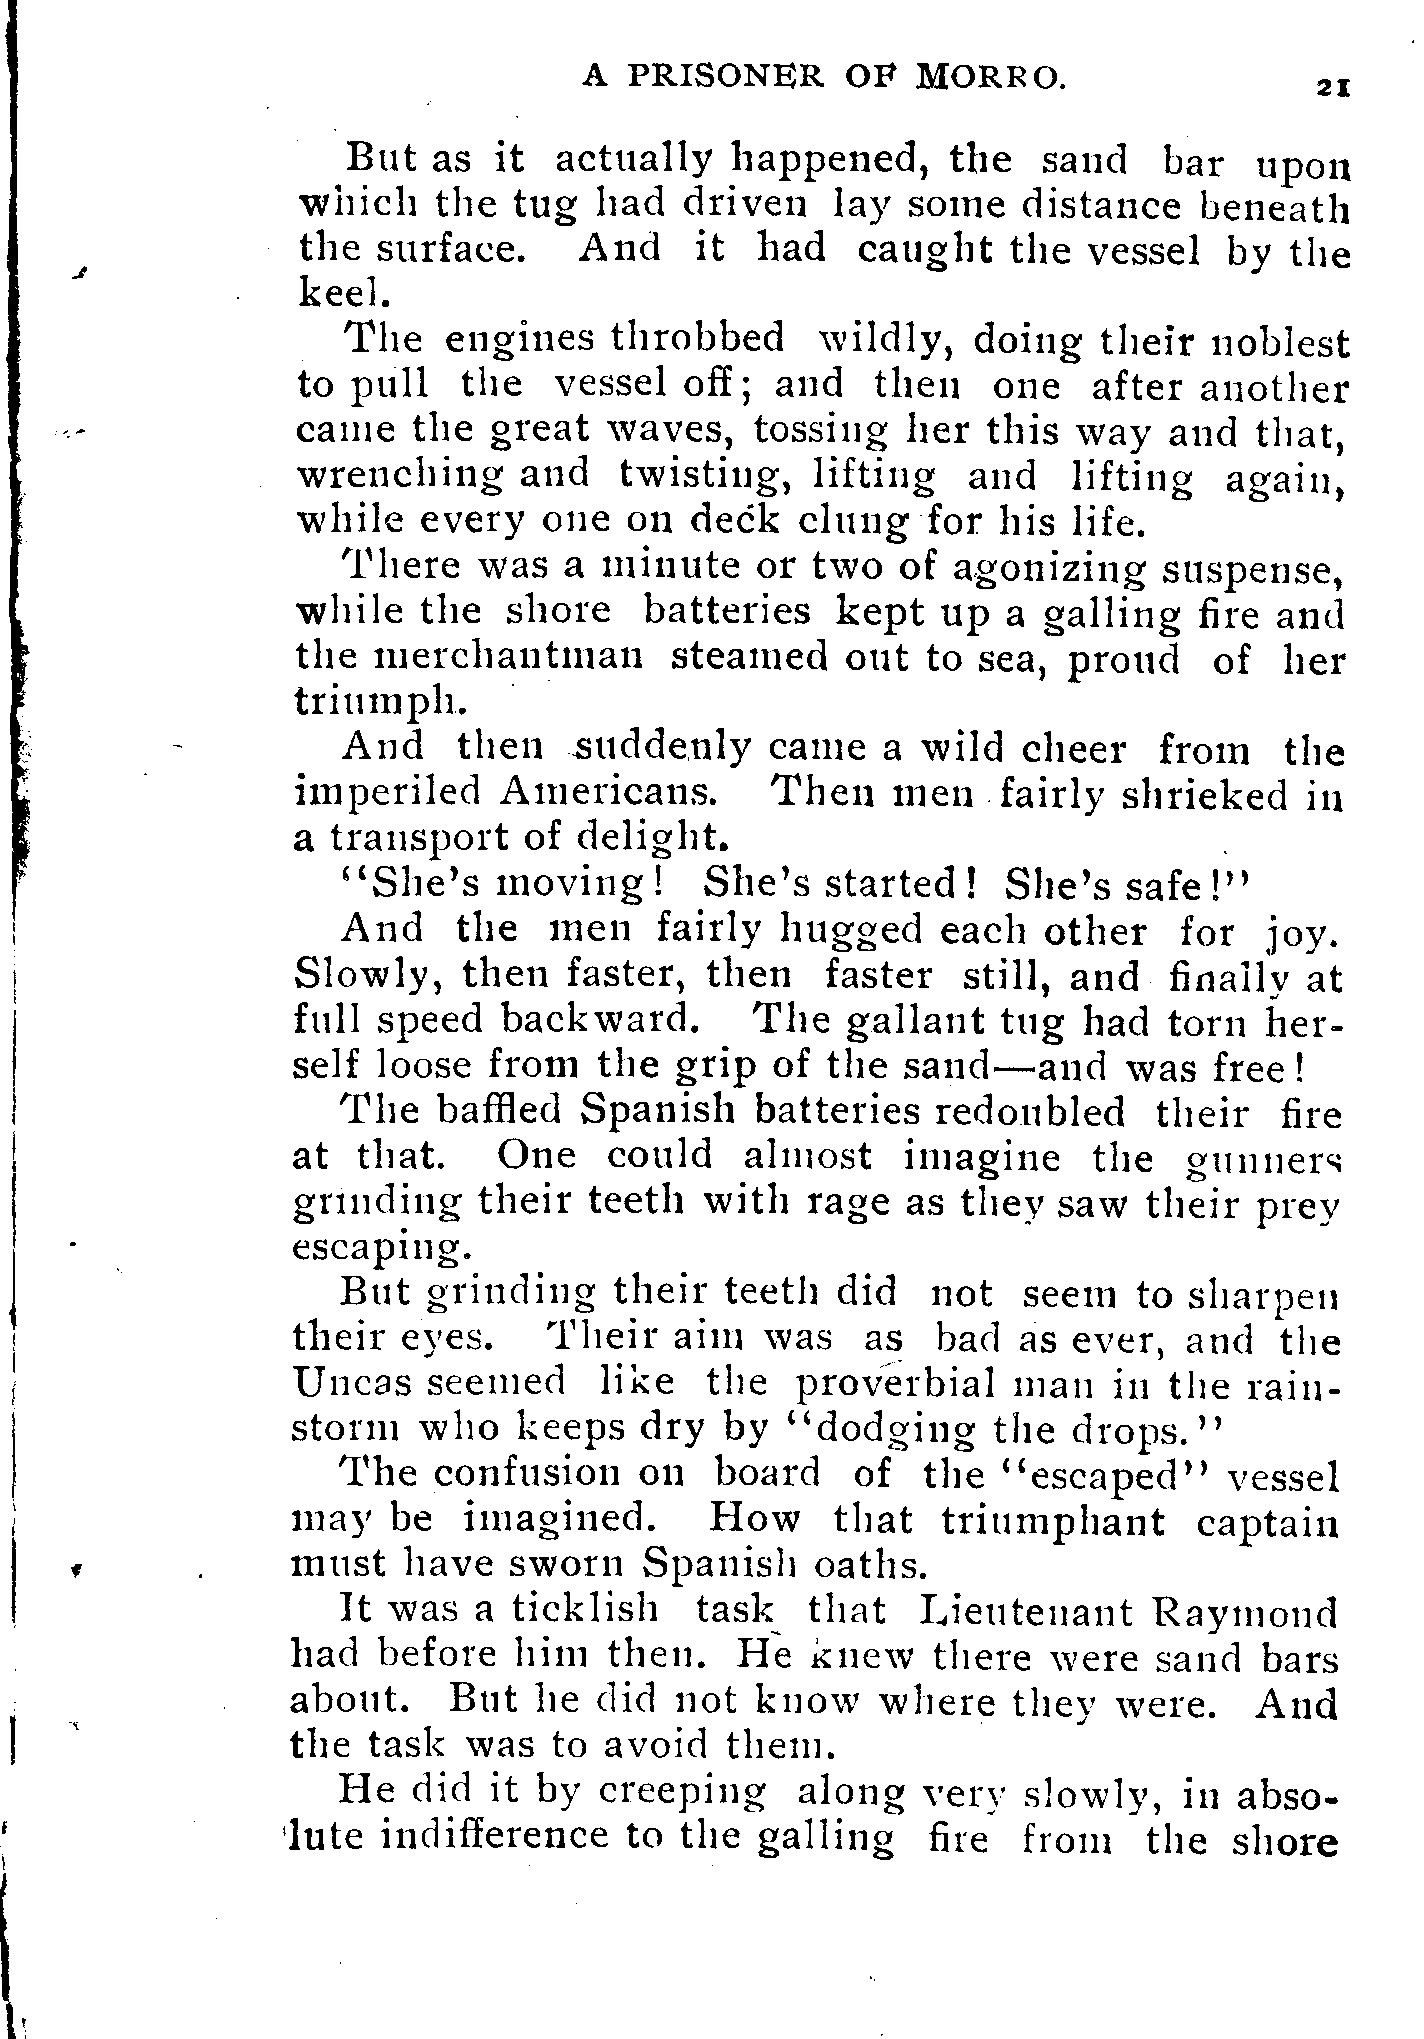 A PRISONER OF MORRO. 21
But as it actually happened, the sand bar upon
which the tug had driven lay some distance beneath
the surface. And it had caught the vessel by the
keel.
The engines throbbed wildly, doing their noblest
to pull the vessel off; and then one after another
came the great waves, tossing her this way and that,
wrenching and twisting, lifting and lifting again,
while every one on deck clung for his life.
There was a minute or two of agonizing suspense,
while the shore batteries kept up a galling fire and
the merchantman steamed out to sea, proud of her
triumph.
And then suddenly came a wild cheer from the
imperiled Americans. Then men fairly shrieked in
a transport of delight.
"She's moving! She's started! She's safe!"
And the men fairly hugged each other for joy.
Slowly, then faster, then faster still, and finally at
full speed backward. The gallant tug had torn her-
self loose from the grip of the sand—and was free!
The baffled Spanish batteries redoubled their fire
at that. One could almost imagine the gunners
grinding their teeth with rage as they saw their prey
escaping.
But grinding their teeth did not seem to sharpen
their eyes. Their aim was as bad as ever, and the
Uncas seemed like the proverbial man in the rain-
storm who keeps dry by "dodging the drops."
The confusion on board of the "escaped" vessel
may be imagined. How that triumphant captain
must have sworn Spanish oaths.
It was a ticklish task that Lieutenant Raymond
had before him then. He knew there were sand bars
about. But he did not know where they were. And
the task was to avoid them.
He did it by creeping along very slowly, in abso-
lute indifference to the galling fire from the shore